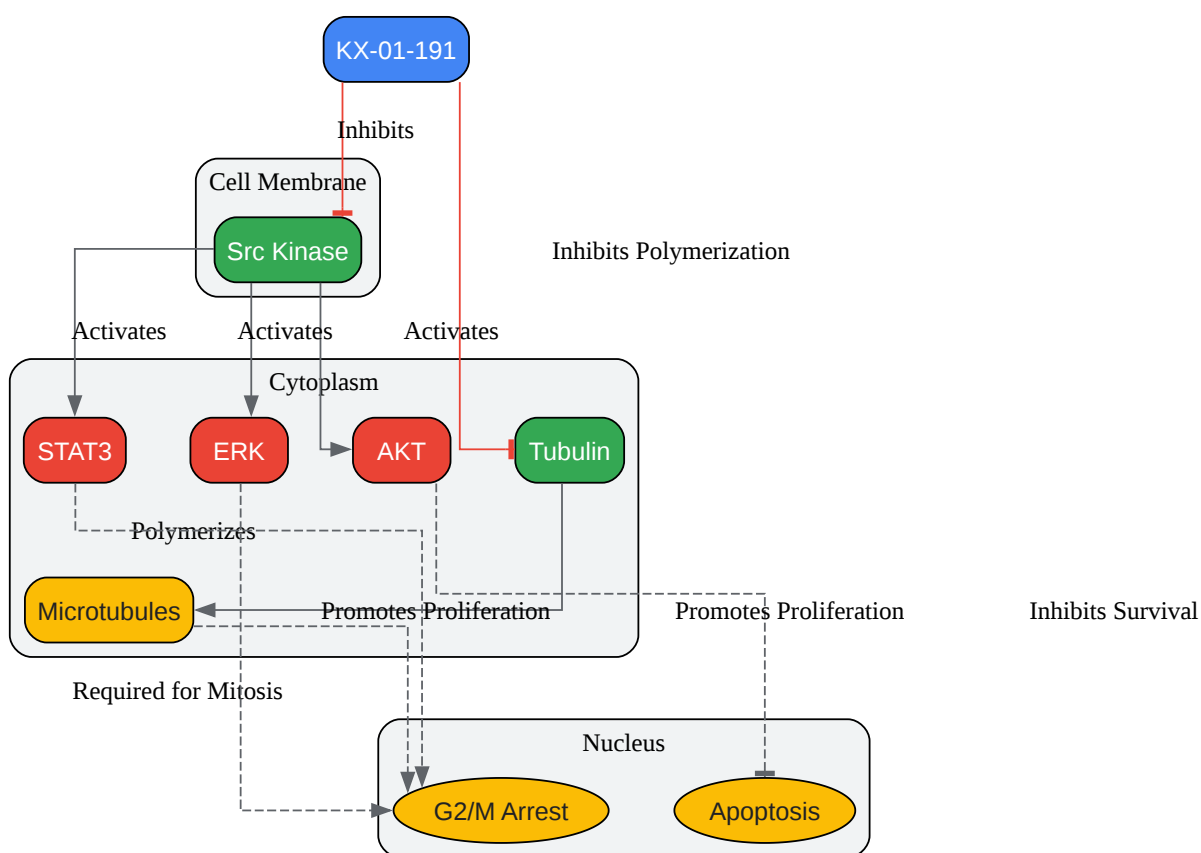 KX-01-191
Inhibits
Cell Membrane
Src Kinase
Inhibits Polymerization
Activates
Activates
Activates
Cytoplasm
STAT3
ERK
AKT
Tubulin
Polymerizes
Microtubules
Promotes Proliferation
Promotes Proliferation
Inhibits Survival
Required for Mitosis
Nucleus
G2/M Arrest
Apoptosis